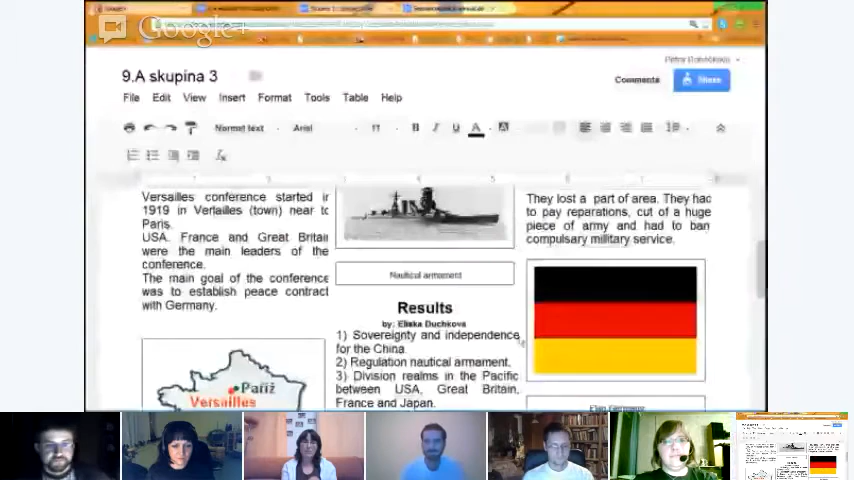 Google+
9.A skupina 3
Comments
Share
File Edit View Insert Format Tools Table Help
Normal text
Arial
11
B I U A A
Versailles conference started ir
1919 in Verlailles (town) near to
Paris.
USA, France and Great Britain
were the main leaders of the
conference.
The main goal of the conference
was to establish peace contract
with Germany.
Paříž
Versailles
Nautical armament
Results
by: Eliska Duchkova
1) Sovereignty and independence
for the China.
2) Regulation nautical armament.
3) Division realms in the Pacific
between USA, Great Britain,
France and Japan.
They lost a part of area. They had
to pay reparations, cut of a huge
piece of army and had to ban
compulsary military service.